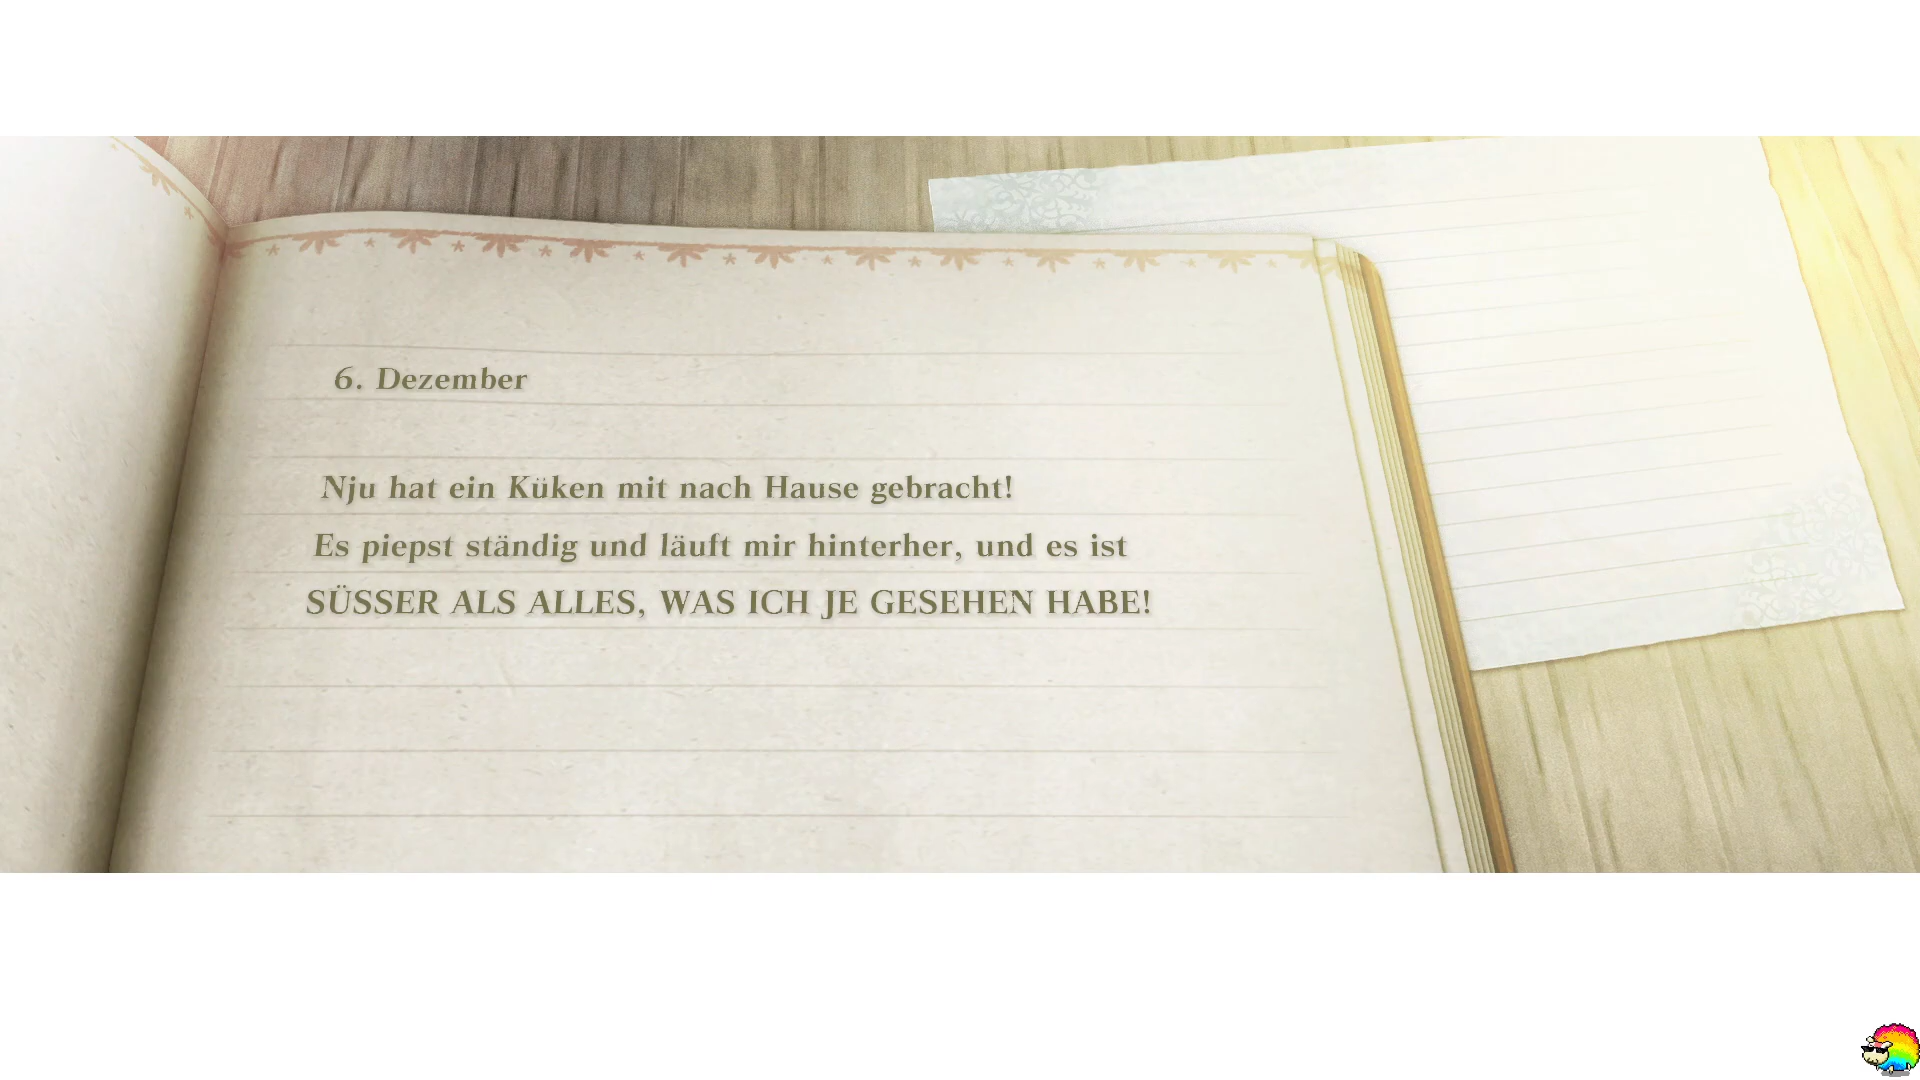 6. Dezember
Nju hat ein Küken mit nach Hause gebracht!
Es piepst ständig und läuft mir hinterher, und es ist
SÜSSER ALS ALLES, WAS ICH JE GESEHEN HABE!